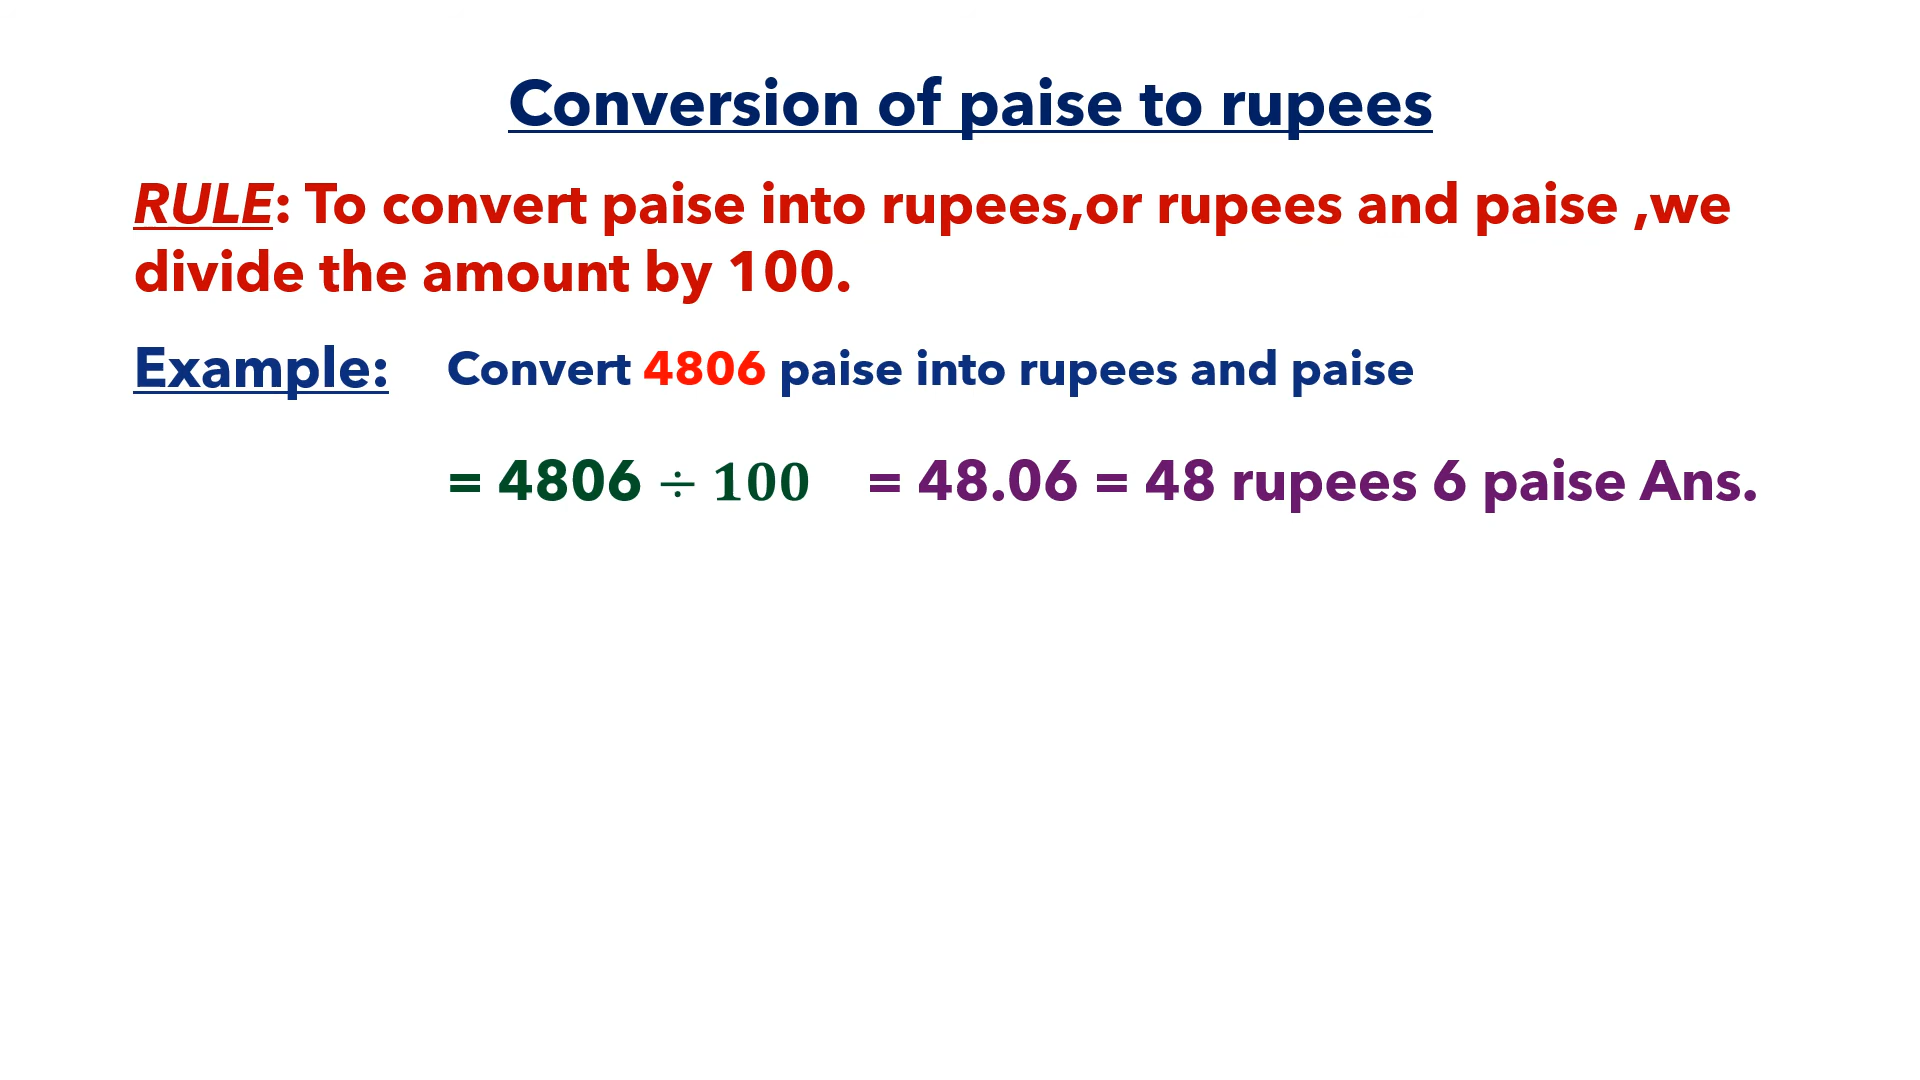 Conversion of paise to rupees
RULE: To convert paise into rupees,or rupees and paise ,we
divide the amount by 100.
Example: Convert 4806 paise into rupees and paise
= 4806 ÷ 100 = 48.06 = 48 rupees 6 paise Ans.